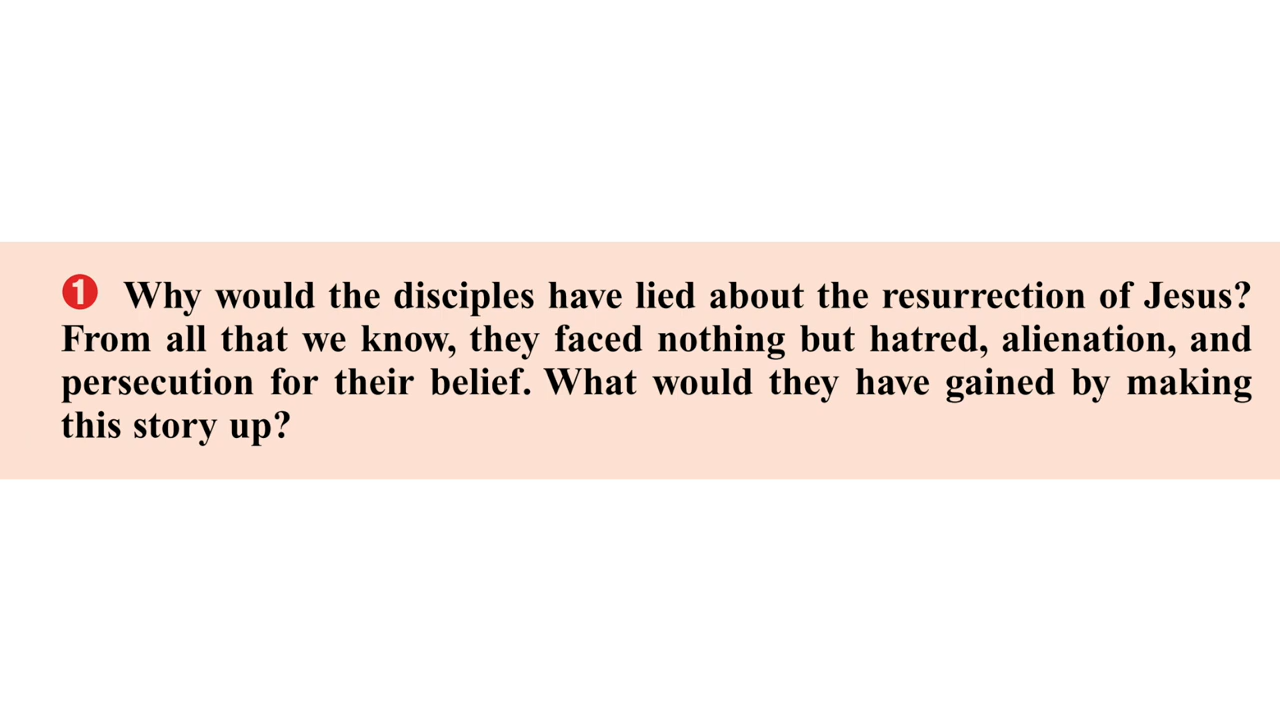 ❶ Why would the disciples have lied about the resurrection of Jesus?
From all that we know, they faced nothing but hatred, alienation, and
persecution for their belief. What would they have gained by making
this story up?